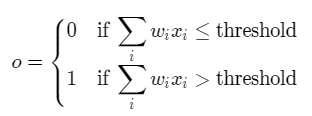 o = { 0 if ∑_i w_i x_i ≤ threshold
1 if ∑_i w_i x_i > threshold